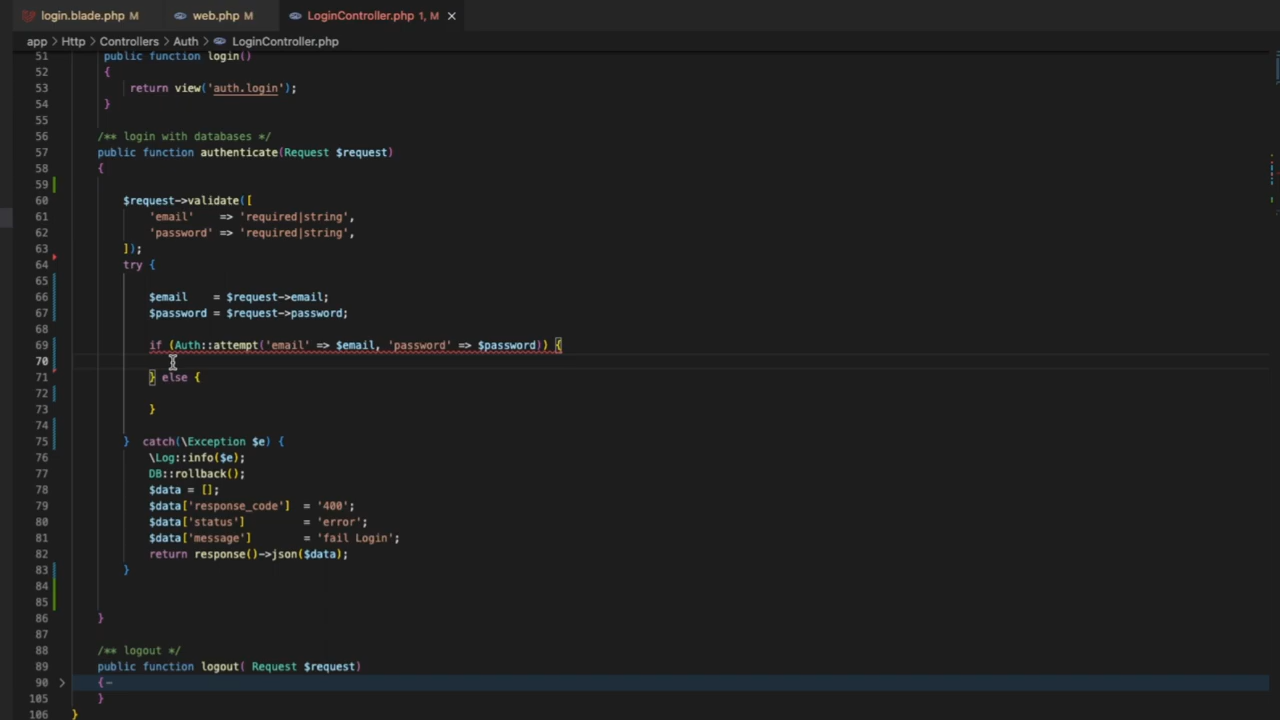 login.blade.php M web.php M LoginController.php 1, M ×
app > Http > Controllers > Auth > LoginController.php
51 public function login()
52 {
53 return view('auth.login');
54 }
55
56 /** login with databases */
57 public function authenticate(Request $request)
58 {
59
60 $request->validate([
61 'email' => 'required|string',
62 'password' => 'required|string',
63 ]);
64 try {
65
66 $email = $request->email;
67 $password = $request->password;
68
69 if (Auth::attempt('email' => $email, 'password' => $password)) {
70
71 } else {
72
73 }
74
75 } catch(\Exception $e) {
76 \Log::info($e);
77 DB::rollback();
78 $data = [];
79 $data['response_code'] = '400';
80 $data['status'] = 'error';
81 $data['message'] = 'fail Login';
82 return response()->json($data);
83 }
84
85
86 }
87
88 /** logout */
89 public function logout( Request $request)
90 {
105 }
106 }